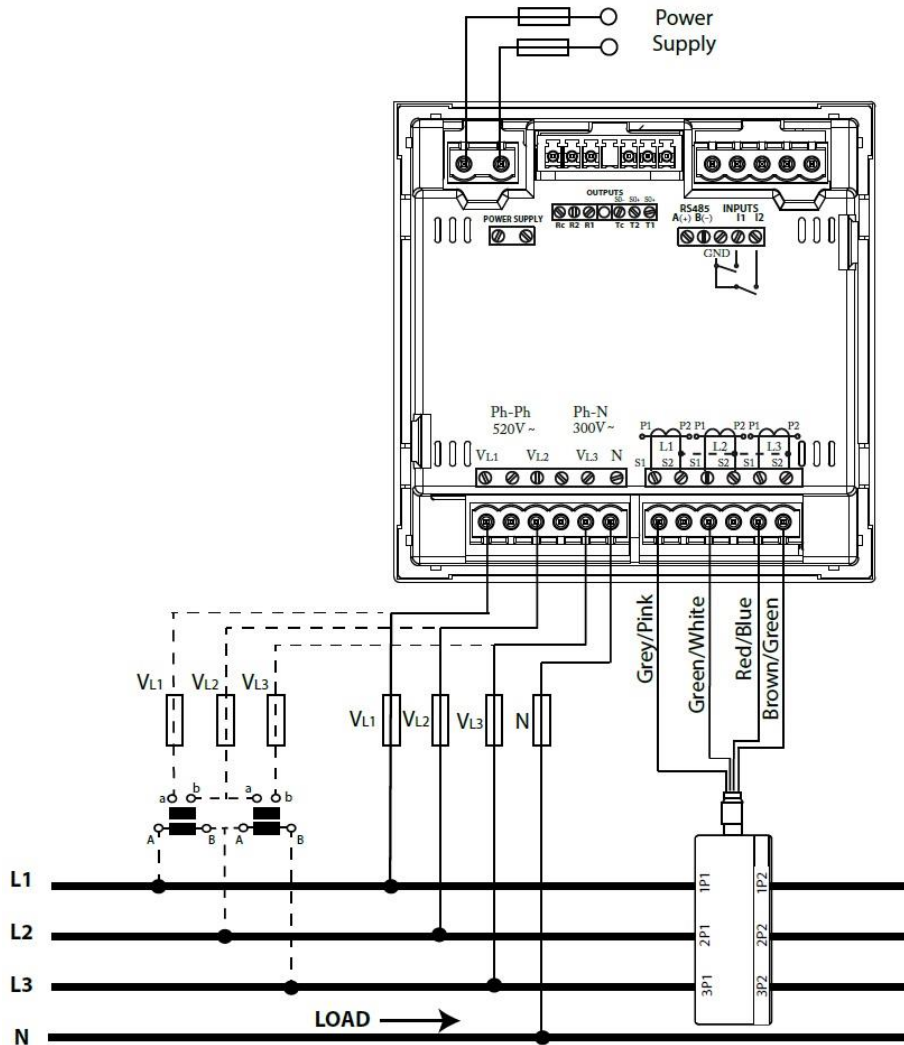 Power
Supply
OUTPUTS
S0- S0+ S0+
Rc R2 R1 Tc T2 T1
POWER SUPPLY
RS485 INPUTS
A(+) B(-) I1 I2
GND
Ph-Ph Ph-N
520V~ 300V~
VL1 VL2 VL3 N
P1 P2 P1 P2 P1 P2
L1 L2 L3
S1 S2 S1 S2 S1 S2
Grey/Pink
Green/White
Red/Blue
Brown/Green
VL1 VL2 VL3
VL1 VL2 VL3 N
a b a b
A B A B
L1 1P1 1P2
L2 2P1 2P2
L3 3P1 3P2
LOAD
N